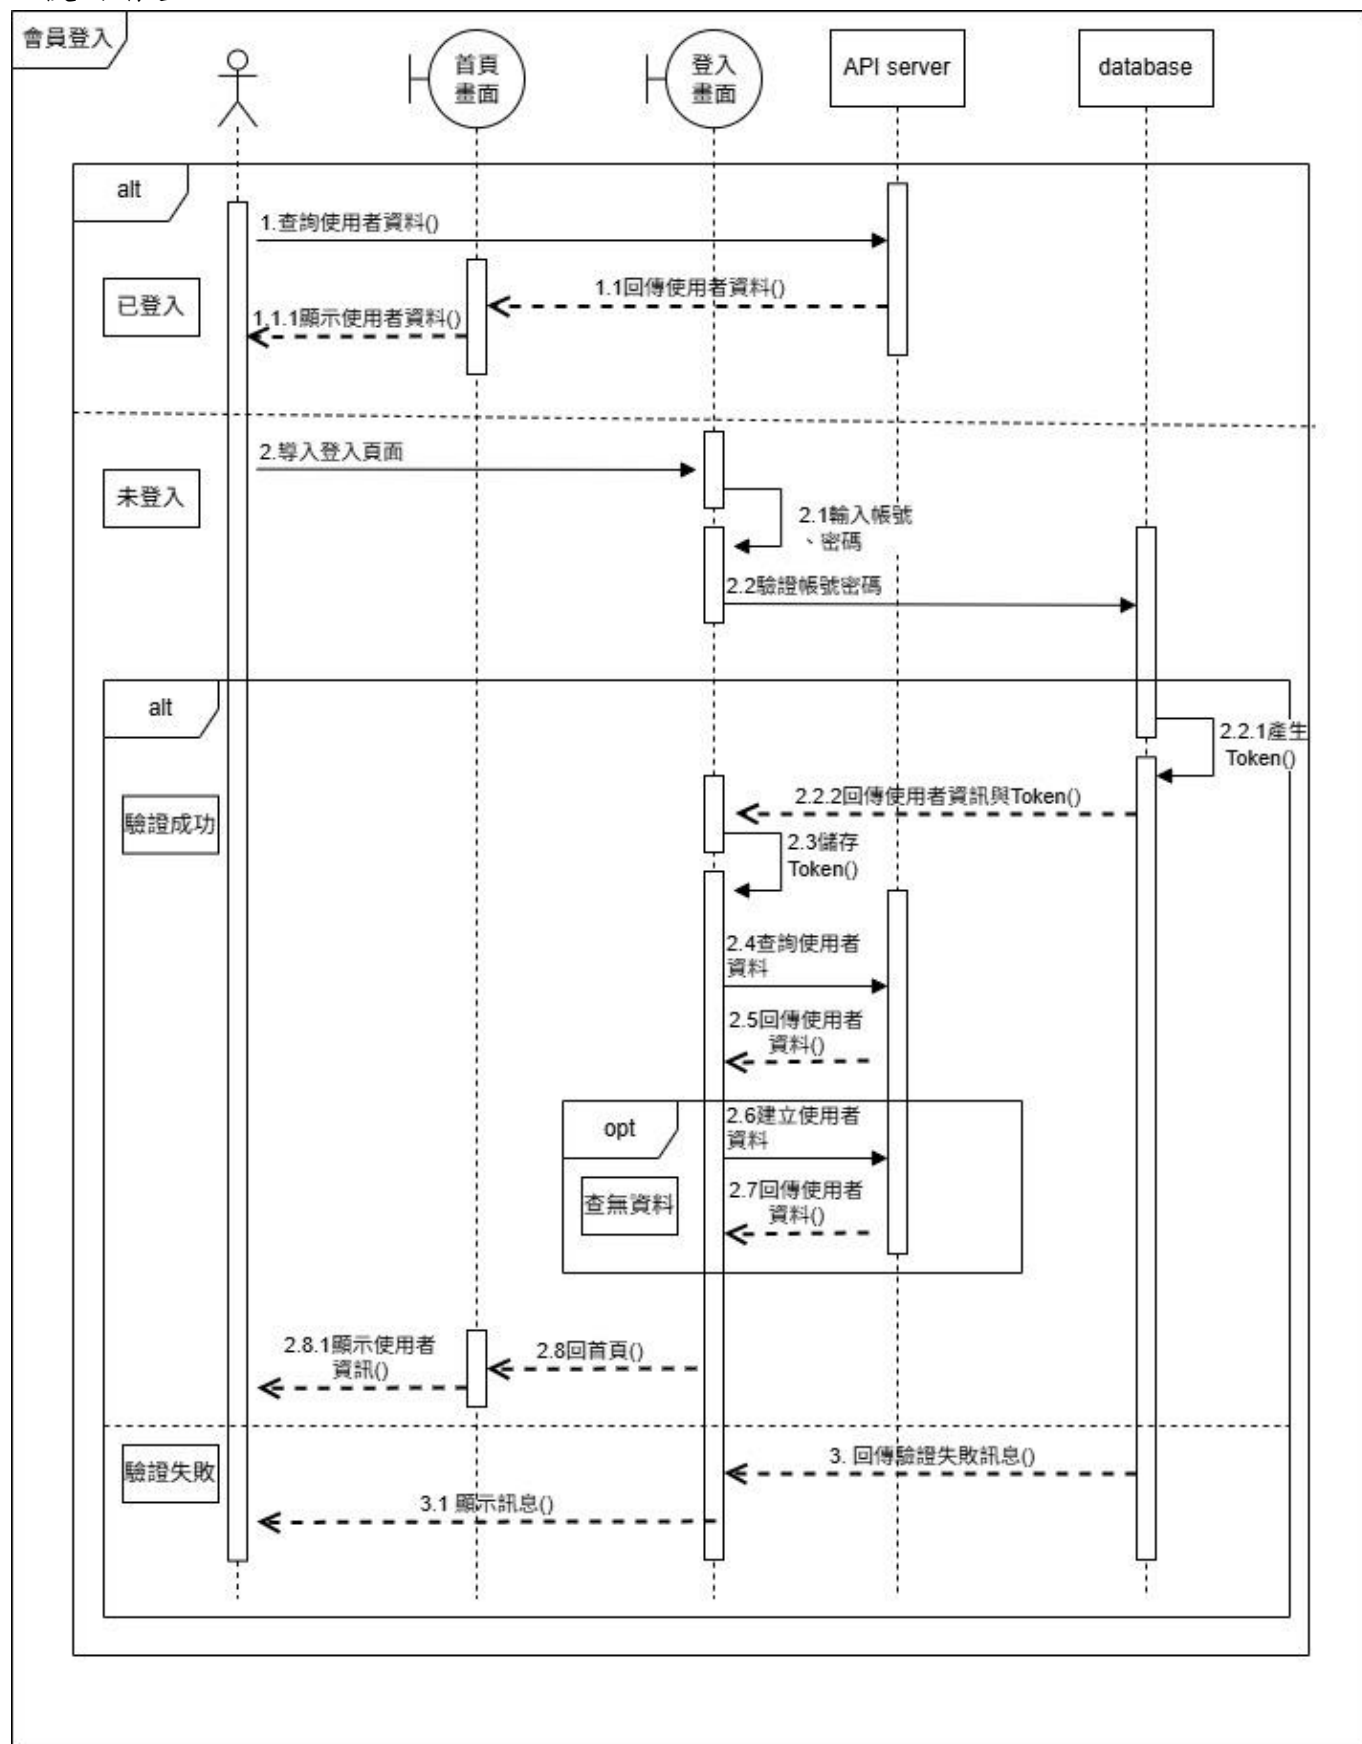 會員登入
首頁
畫面
登入
畫面
API server
database
alt
1.查詢使用者資料()
已登入
1.1回傳使用者資料()
1.1.1顯示使用者資料()
2.導入登入頁面
未登入
2.1輸入帳號
、密碼
2.2驗證帳號密碼
alt
2.2.1產生
Token()
2.2.2回傳使用者資訊與Token()
驗證成功
2.3儲存
Token()
2.4查詢使用者
資料
2.5回傳使用者
資料()
opt
2.6建立使用者
資料
查無資料
2.7回傳使用者
資料()
2.8.1顯示使用者
資訊()
2.8回首頁()
驗證失敗
3. 回傳驗證失敗訊息()
3.1 顯示訊息()